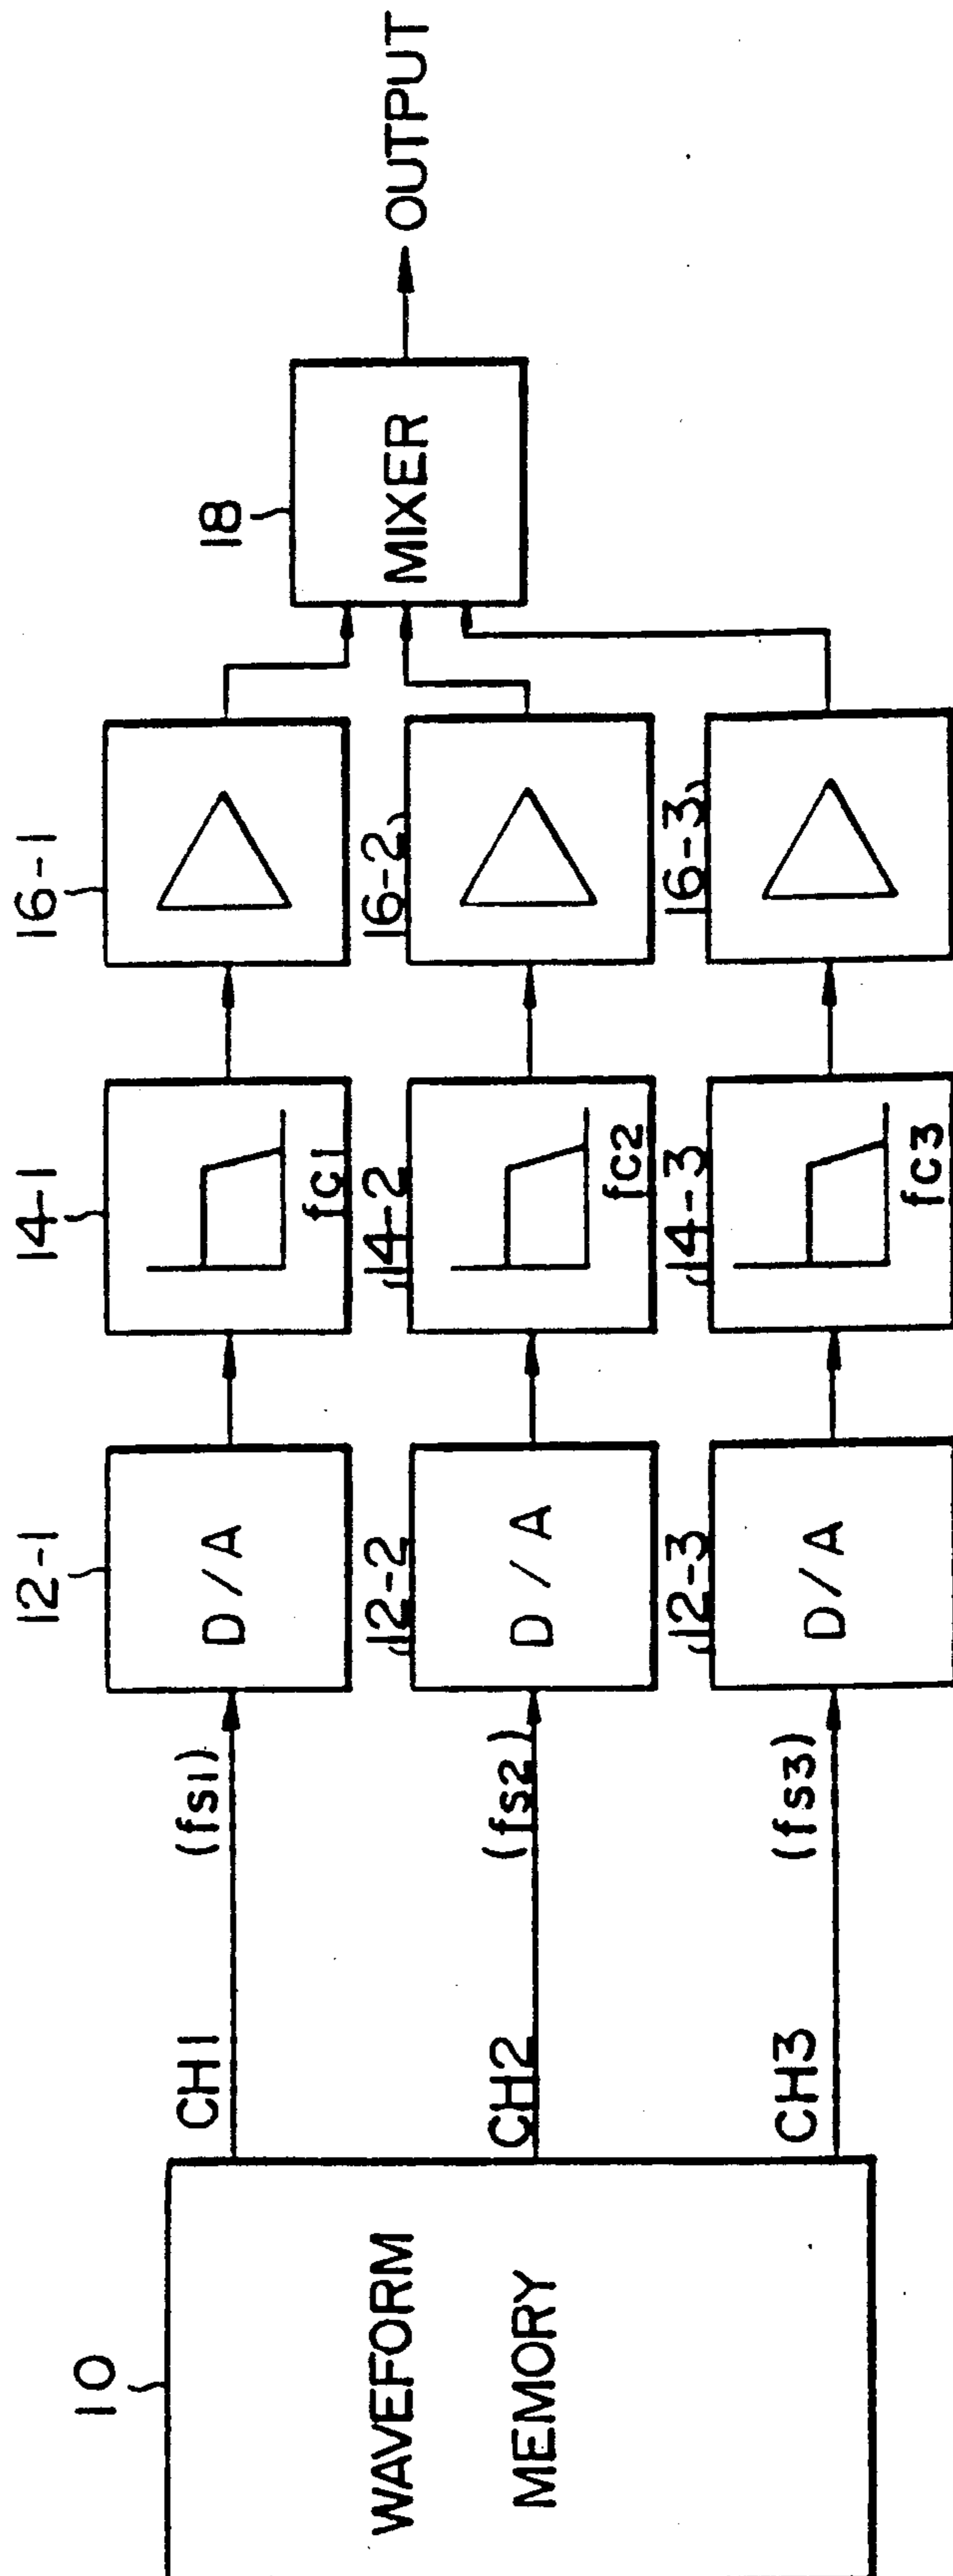 10
WAVEFORM
MEMORY
CH1
(fs1)
12-1
D/A
14-1
fc1
16-1
CH2
(fs2)
12-2
D/A
14-2
fc2
16-2
CH3
(fs3)
12-3
D/A
14-3
fc3
16-3
18
MIXER
OUTPUT